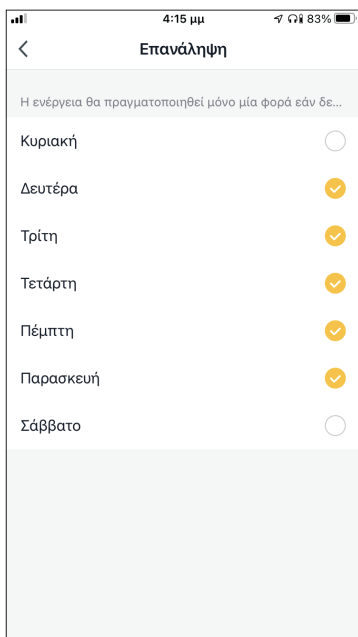 4:15 μμ 83%
Επανάληψη
Η ενέργεια θα πραγματοποιηθεί μόνο μία φορά εάν δε...
Κυριακή
Δευτέρα
Τρίτη
Τετάρτη
Πέμπτη
Παρασκευή
Σάββατο